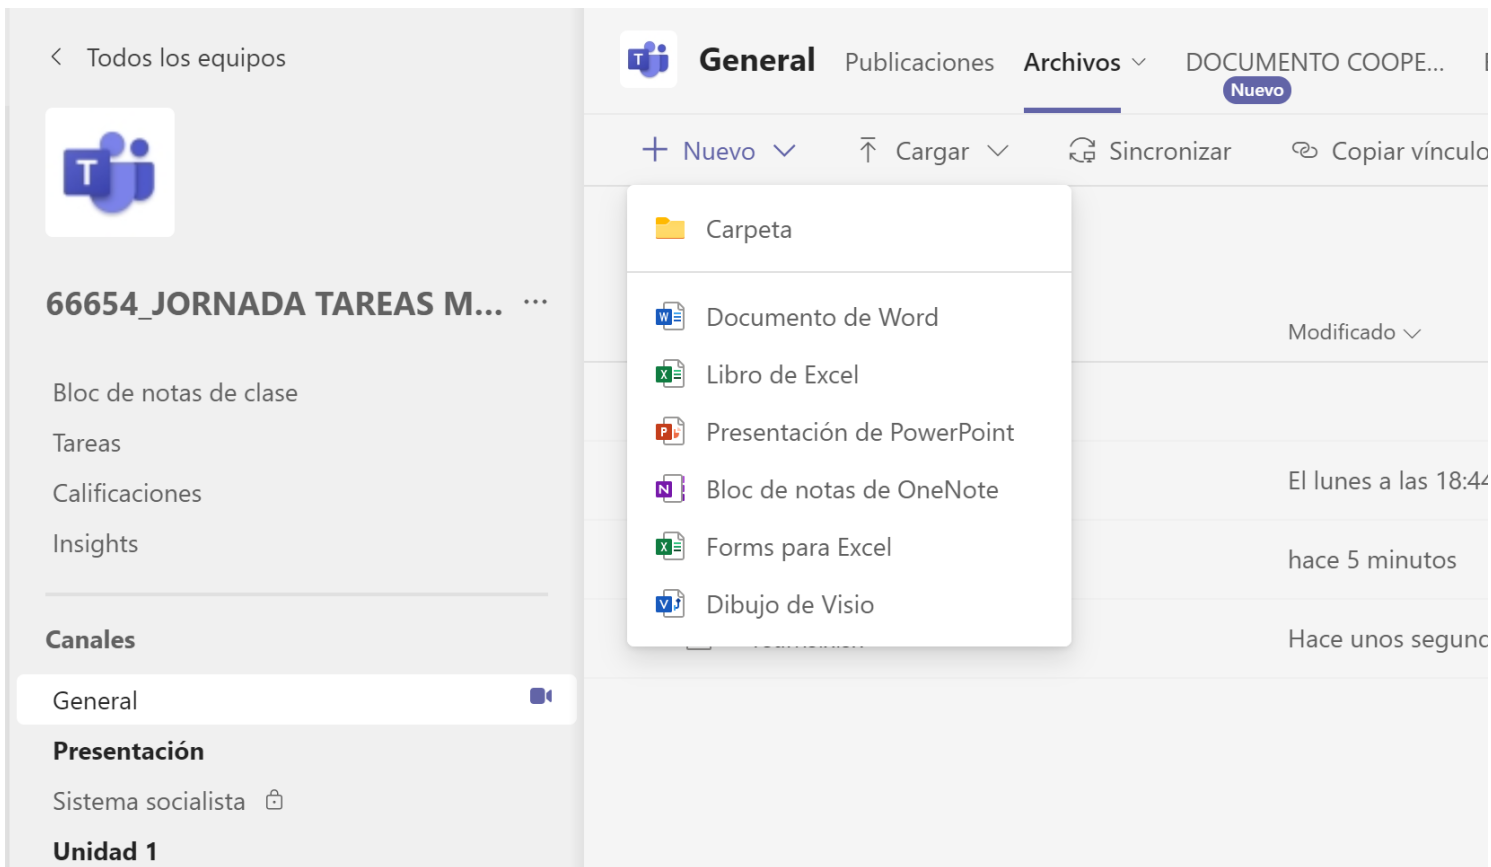 Todos los equipos
66654_JORNADA TAREAS M... ...
Bloc de notas de clase
Tareas
Calificaciones
Insights
Canales
General
Presentación
Sistema socialista
Unidad 1
General Publicaciones Archivos DOCUMENTO COOPE...
Nuevo
Nuevo Cargar Sincronizar Copiar vínculo
Carpeta
Documento de Word
Libro de Excel
Presentación de PowerPoint
Bloc de notas de OneNote
Forms para Excel
Dibujo de Visio
Modificado
El lunes a las 18:44
hace 5 minutos
Hace unos segund